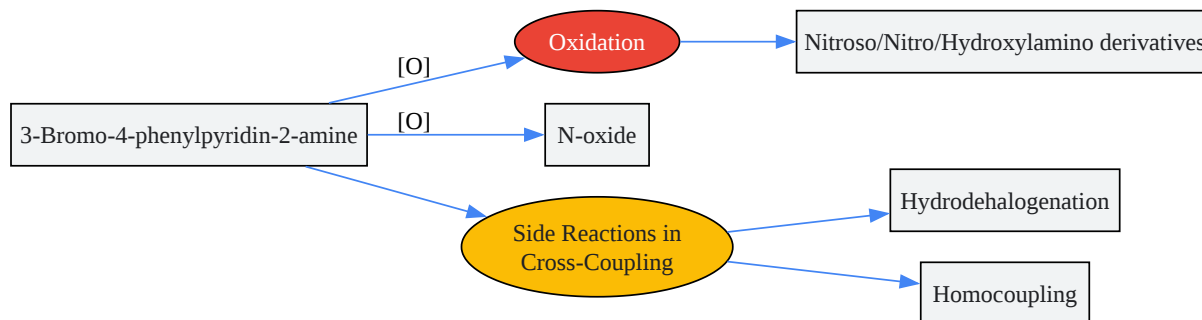 Oxidation
Nitroso/Nitro/Hydroxylamino derivatives
[O]
3-Bromo-4-phenylpyridin-2-amine
[O]
N-oxide
Side Reactions in
Cross-Coupling
Hydrodehalogenation
Homocoupling